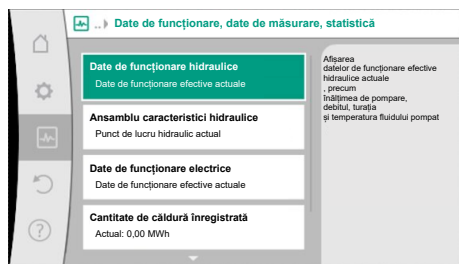 ..) Date de funcționare, date de măsurare, statistică
Date de funcționare hidraulice
Date de funcționare efective actuale
Ansamblu caracteristici hidraulice
Punct de lucru hidraulic actual
Date de funcționare electrice
Date de funcționare efective actuale
Cantitate de căldură înregistrată
Actual: 0,00 MWh
Afișarea
datelor de funcționare efective
hidraulice actuale
, precum
înălțimea de pompare,
debitul, turația
și temperatura fluidului pompat
?